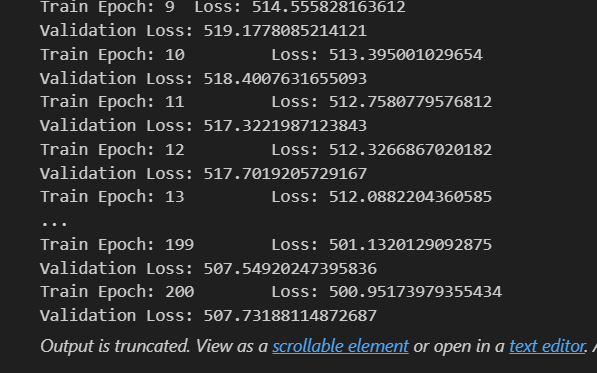 Train Epoch: 9  Loss: 514.555828163612
Validation Loss: 519.1778085214121
Train Epoch: 10         Loss: 513.395001029654
Validation Loss: 518.4007631655093
Train Epoch: 11         Loss: 512.7580779576812
Validation Loss: 517.3221987123843
Train Epoch: 12         Loss: 512.3266867020182
Validation Loss: 517.7019205729167
Train Epoch: 13         Loss: 512.0882204360585
...
Train Epoch: 199        Loss: 501.1320129092875
Validation Loss: 507.54920247395836
Train Epoch: 200        Loss: 500.95173979355434
Validation Loss: 507.73188114872687
Output is truncated. View as a scrollable element or open in a text editor.